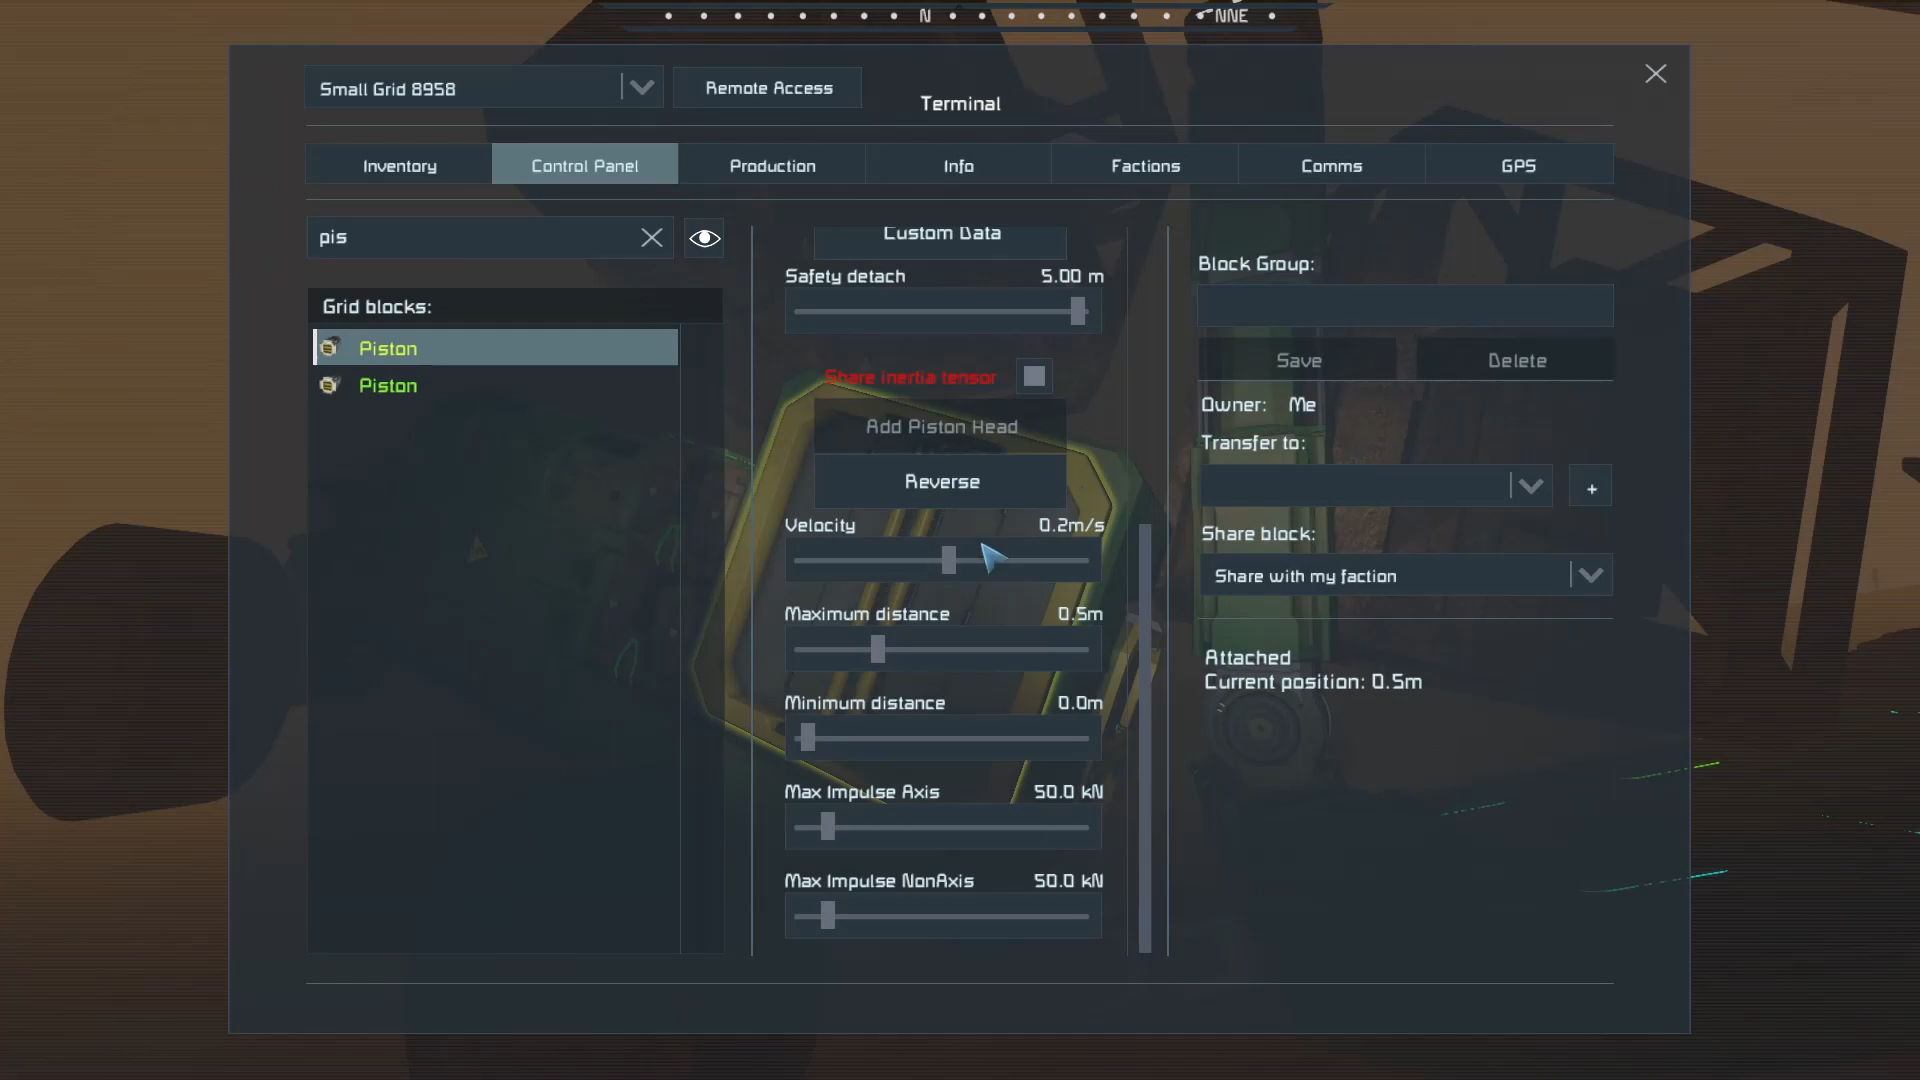 N NNE
Small Grid 8958
Remote Access
Terminal
Inventory
Control Panel
Production
Info
Factions
Comms
GPS
pis
Grid blocks:
Piston
Piston
Custom Data
Safety detach 5.00 m
Share inertia tensor
Add Piston Head
Reverse
Velocity 0.2m/s
Maximum distance 0.5m
Minimum distance 0.0m
Max Impulse Axis 50.0 kN
Max Impulse NonAxis 50.0 kN
Block Group:
Save
Delete
Owner: Me
Transfer to:
+
Share block:
Share with my faction
Attached
Current position: 0.5m